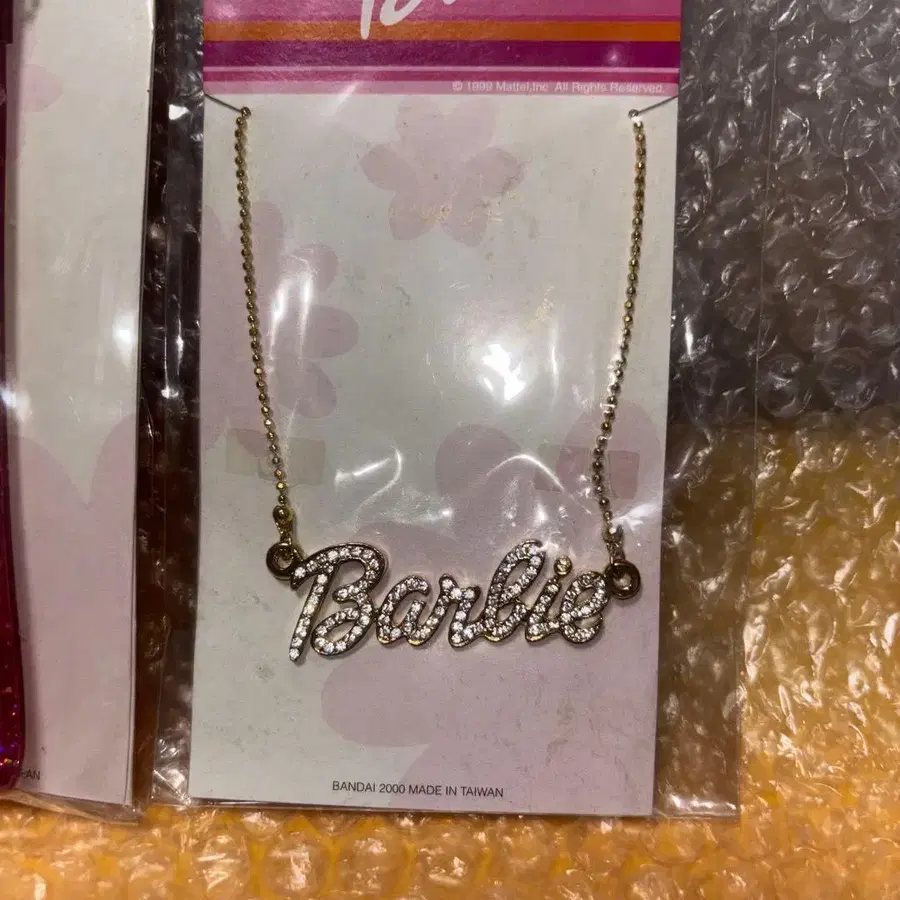 © 1999 Mattel,Inc All Rights Reserved.
Barbie
BANDAI 2000 MADE IN TAIWAN